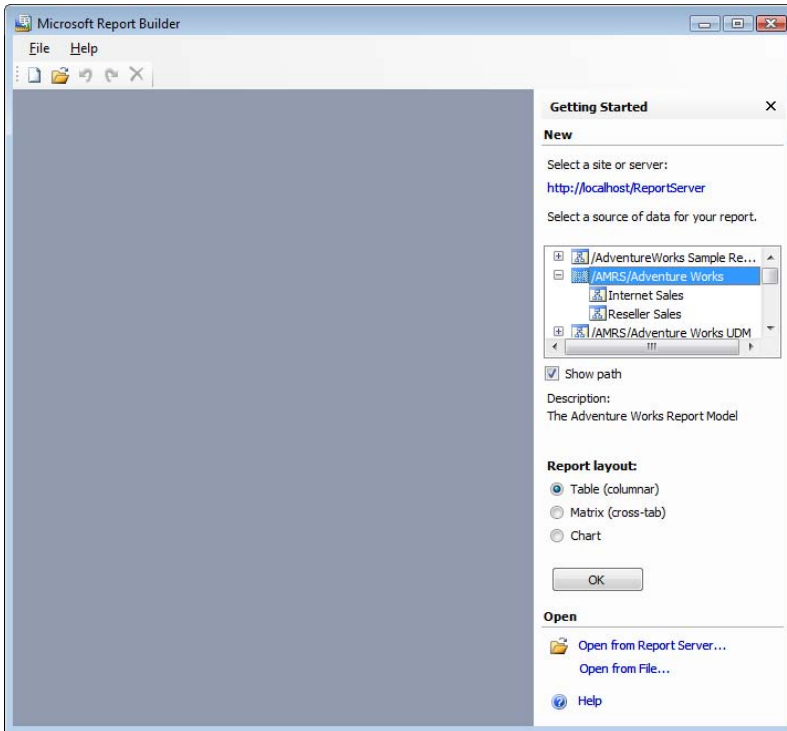 Microsoft Report Builder
File Help
Getting Started
New
Select a site or server:
http://localhost/ReportServer
Select a source of data for your report.
/AdventureWorks Sample Re...
/AMRS/Adventure Works
Internet Sales
Reseller Sales
/AMRS/Adventure Works UDM
Show path
Description:
The Adventure Works Report Model
Report layout:
Table (columnar)
Matrix (cross-tab)
Chart
OK
Open
Open from Report Server...
Open from File...
Help